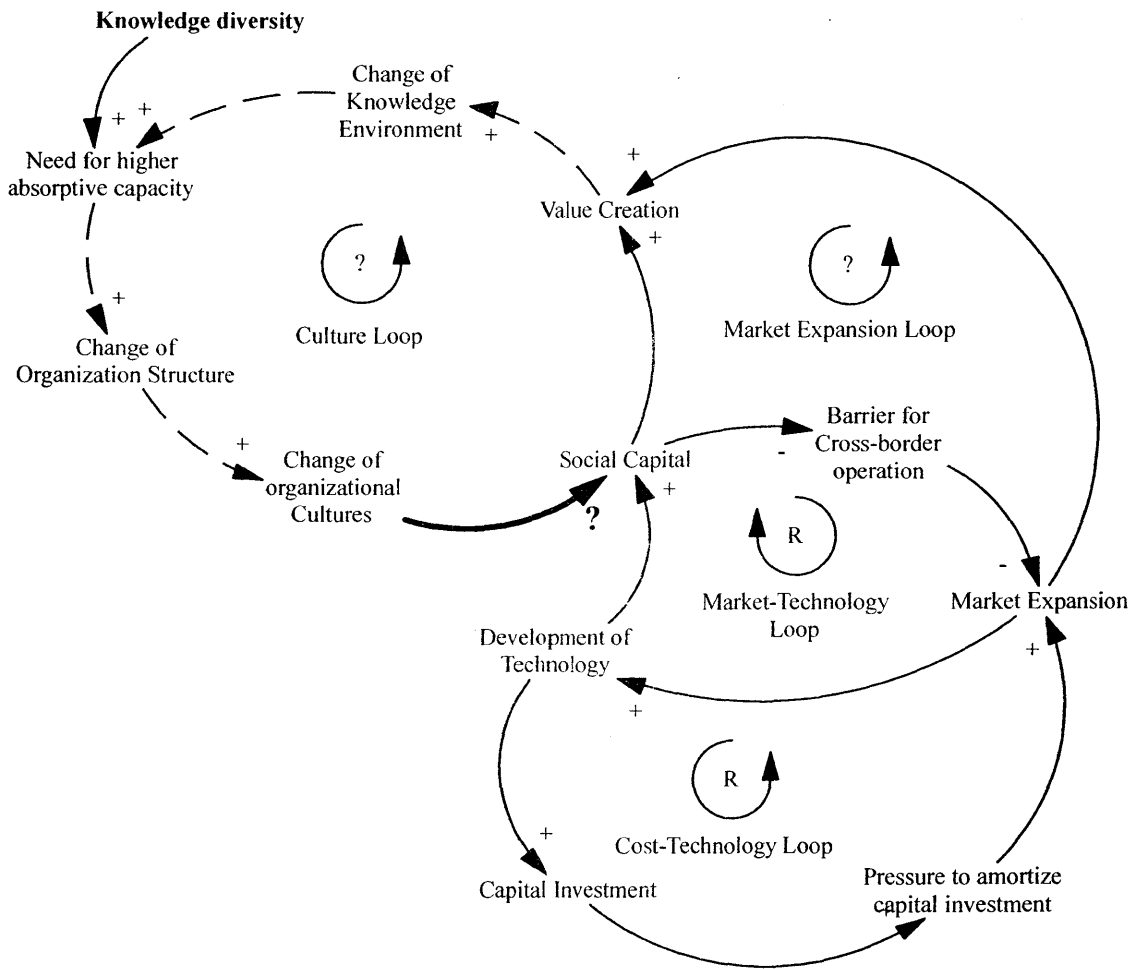 Knowledge diversity
Change of
Knowledge
Environment
+ +
+
+
Need for higher
absorptive capacity
Value Creation
+
?
?
Culture Loop
Market Expansion Loop
+
Change of
Organization Structure
Barrier for
Cross-border
operation
+
Social Capital
-
Change of
organizational
Cultures
+
?
R
-
Market-Technology
Loop
Market Expansion
Development of
Technology
+
+
R
Cost-Technology Loop
+
Capital Investment
Pressure to amortize
capital investment
+